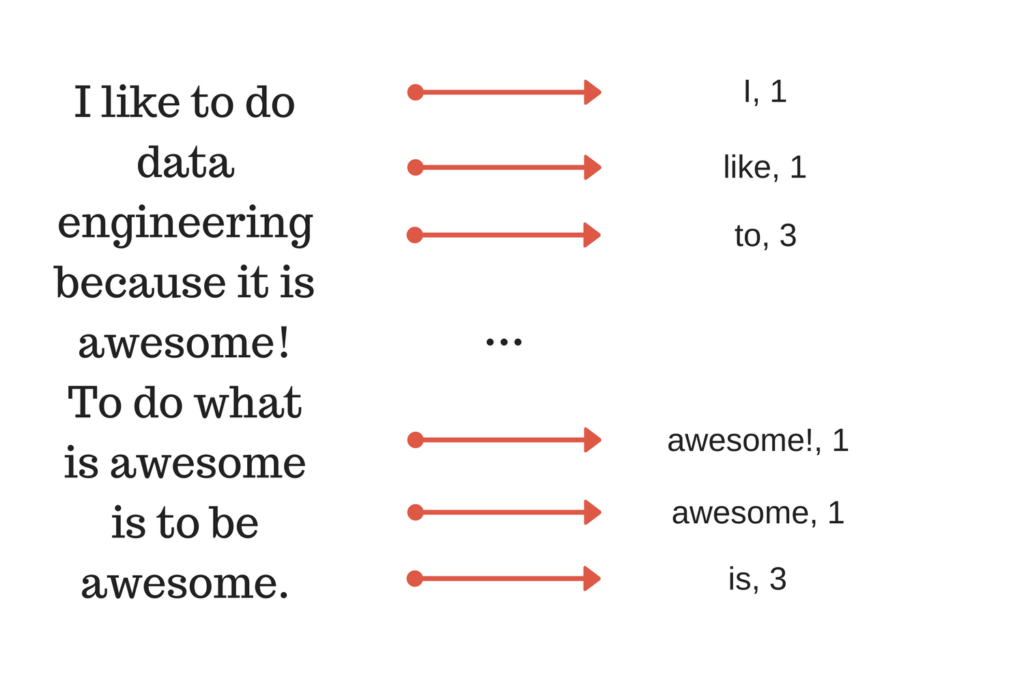 I like to do
data
engineering
because it is
awesome!
To do what
is awesome
is to be
awesome.
I, 1
like, 1
to, 3
...
awesome!, 1
awesome, 1
is, 3